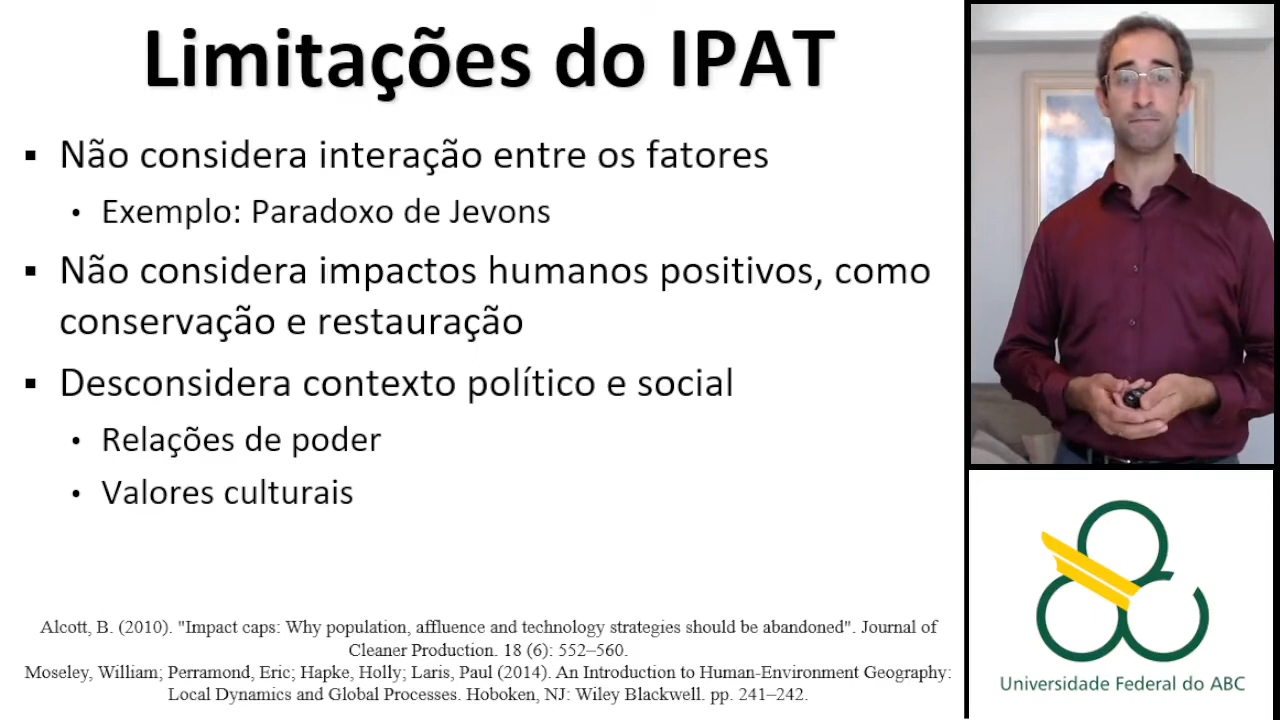 Limitações do IPAT
▪ Não considera interação entre os fatores
• Exemplo: Paradoxo de Jevons
▪ Não considera impactos humanos positivos, como
conservação e restauração
▪ Desconsidera contexto político e social
• Relações de poder
• Valores culturais
Alcott, B. (2010). "Impact caps: Why population, affluence and technology strategies should be abandoned". Journal of
Cleaner Production. 18 (6): 552–560.
Moseley, William; Perramond, Eric; Hapke, Holly; Laris, Paul (2014). An Introduction to Human-Environment Geography:
Local Dynamics and Global Processes. Hoboken, NJ: Wiley Blackwell. pp. 241–242.
Universidade Federal do ABC